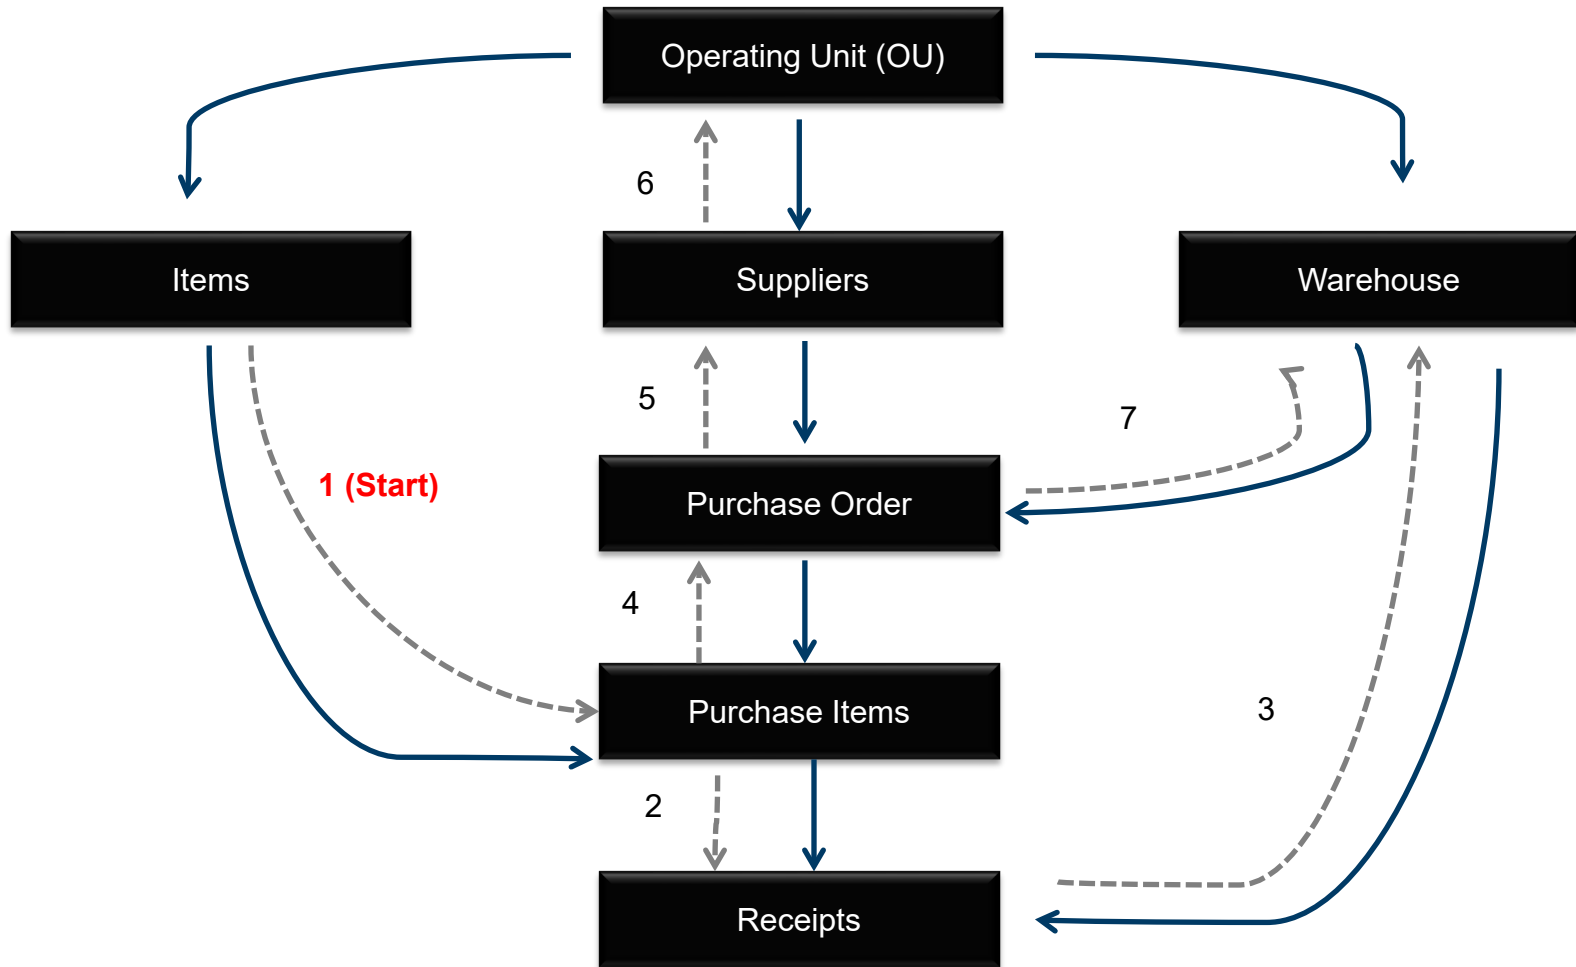 Operating Unit (OU)
6
Items
Suppliers
Warehouse
5
7
1 (Start)
Purchase Order
4
Purchase Items
3
2
Receipts